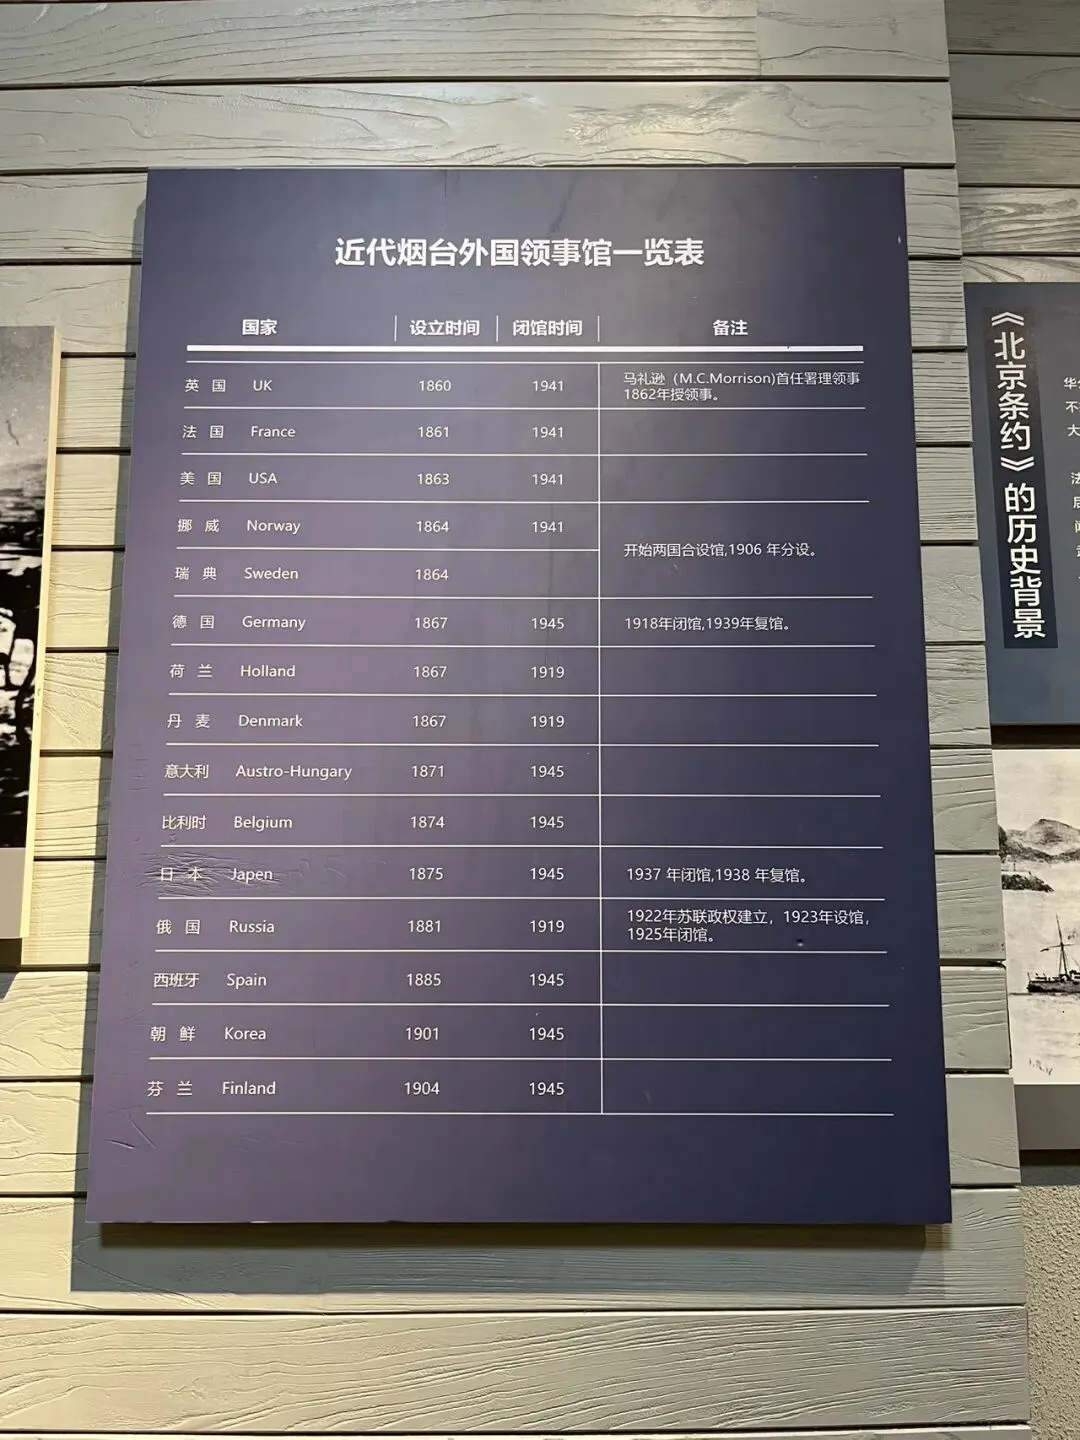 近代烟台外国领事馆一览表
国家 设立时间 闭馆时间 备注
英国 UK 1860 1941 马礼逊（M.C.Morrison)首任署理领事
1862年授领事。
法国 France 1861 1941
美国 USA 1863 1941
挪威 Norway 1864 1941
开始两国合设馆,1906 年分设。
瑞典 Sweden 1864
德国 Germany 1867 1945 1918年闭馆,1939年复馆。
荷兰 Holland 1867 1919
丹麦 Denmark 1867 1919
意大利 Austro-Hungary 1871 1945
比利时 Belgium 1874 1945
日本 Japen 1875 1945 1937 年闭馆,1938 年复馆。
俄国 Russia 1881 1919 1922年苏联政权建立，1923年设馆，
1925年闭馆。
西班牙 Spain 1885 1945
朝鲜 Korea 1901 1945
芬兰 Finland 1904 1945
《北京条约》的历史背景
华
不
大
法